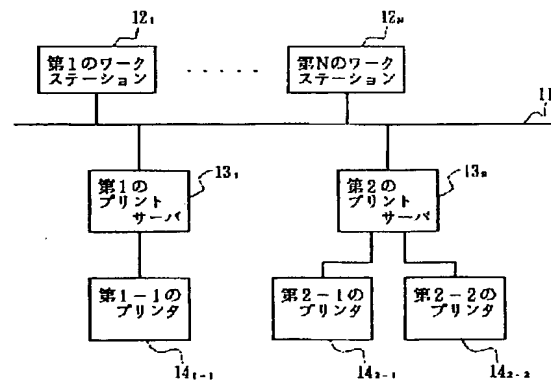 12₁
12N
第1のワーク
ステーション
· · · · ·
第Nのワーク
ステーション
11
第1の
プリント
サーバ
13₁
第2の
プリント
サーバ
13₂
第1-1の
プリンタ
第2-1の
プリンタ
第2-2の
プリンタ
14₁₋₁
14₂₋₁
14₂₋₂